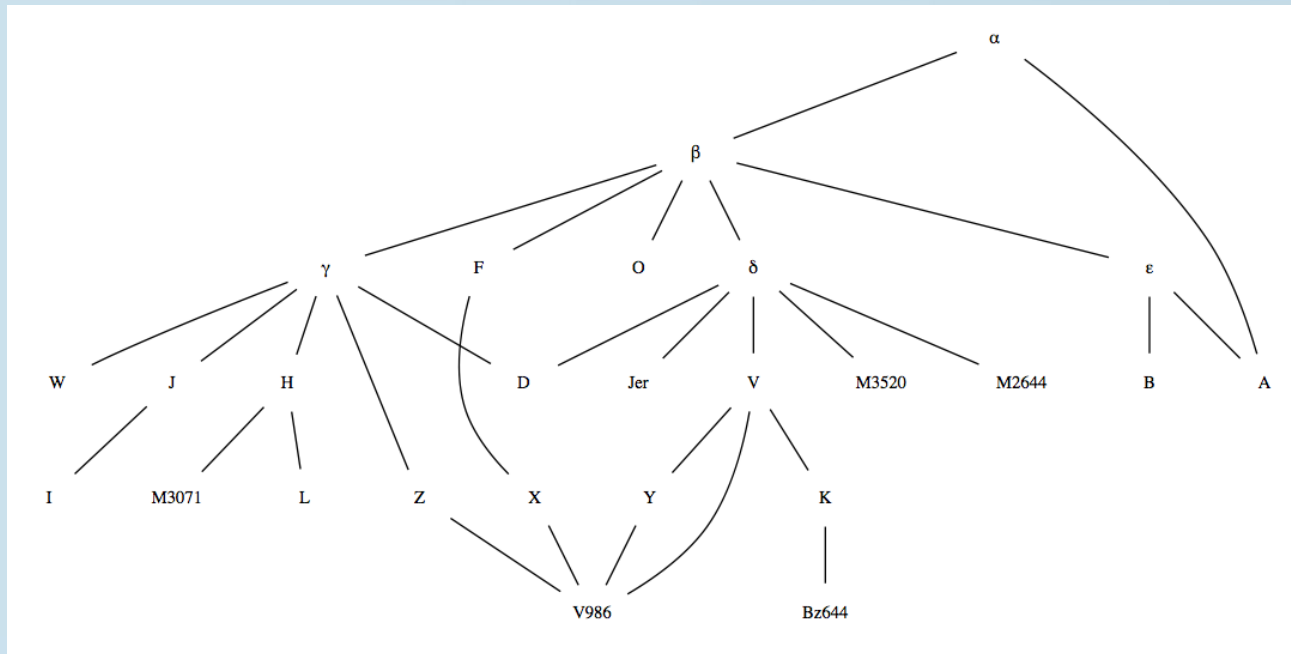 α
β
γ F O δ ε
W J H D Jer V M3520 M2644 B A
I M3071 L Z X Y K
V986 Bz644